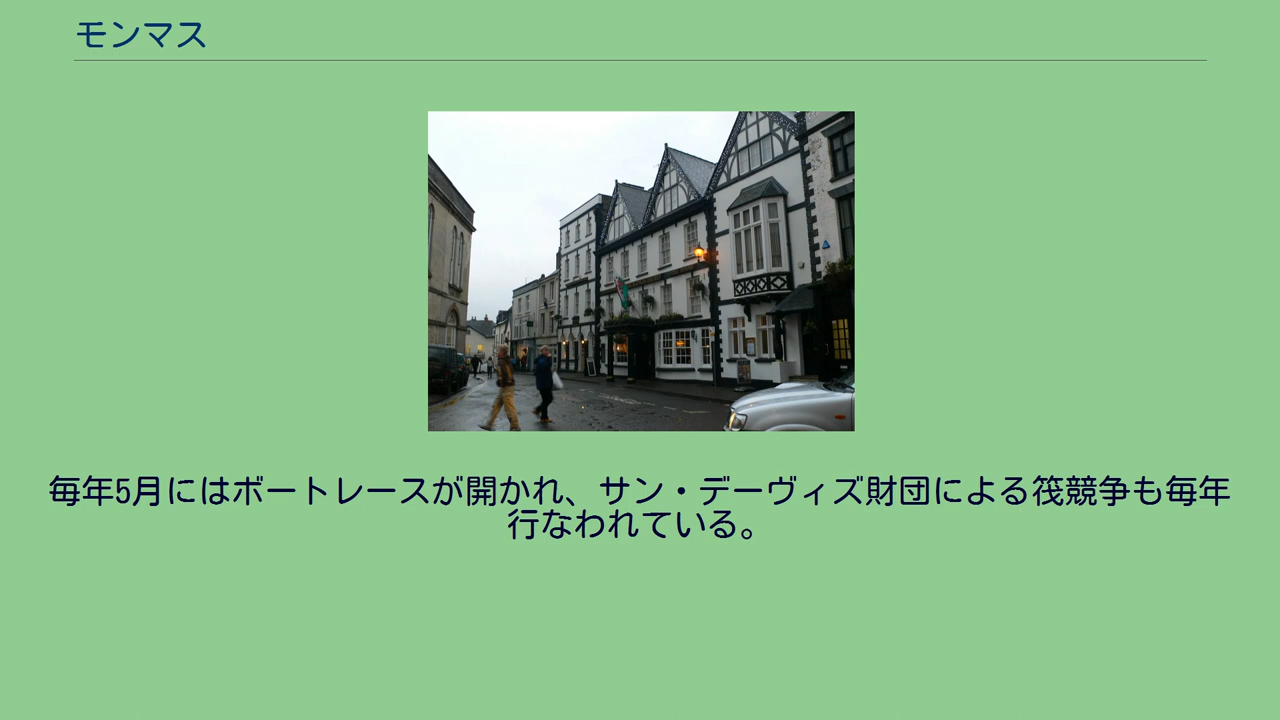 モンマス
毎年5月にはボートレースが開かれ、サン・デーヴィズ財団による筏競争も毎年
行なわれている。